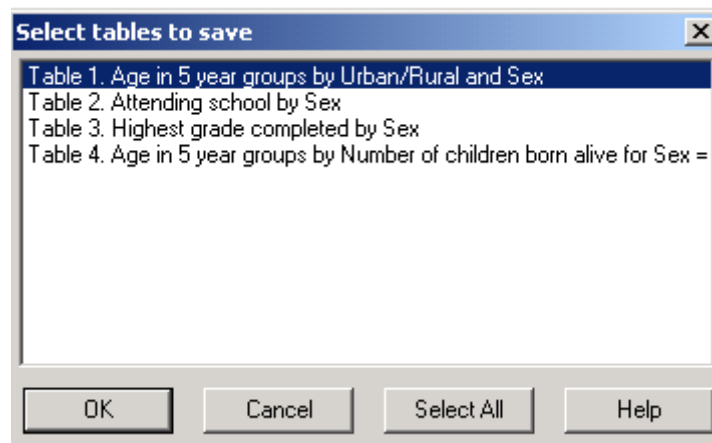 Select tables to save
Table 1. Age in 5 year groups by Urban/Rural and Sex
Table 2. Attending school by Sex
Table 3. Highest grade completed by Sex
Table 4. Age in 5 year groups by Number of children born alive for Sex =
OK Cancel Select All Help